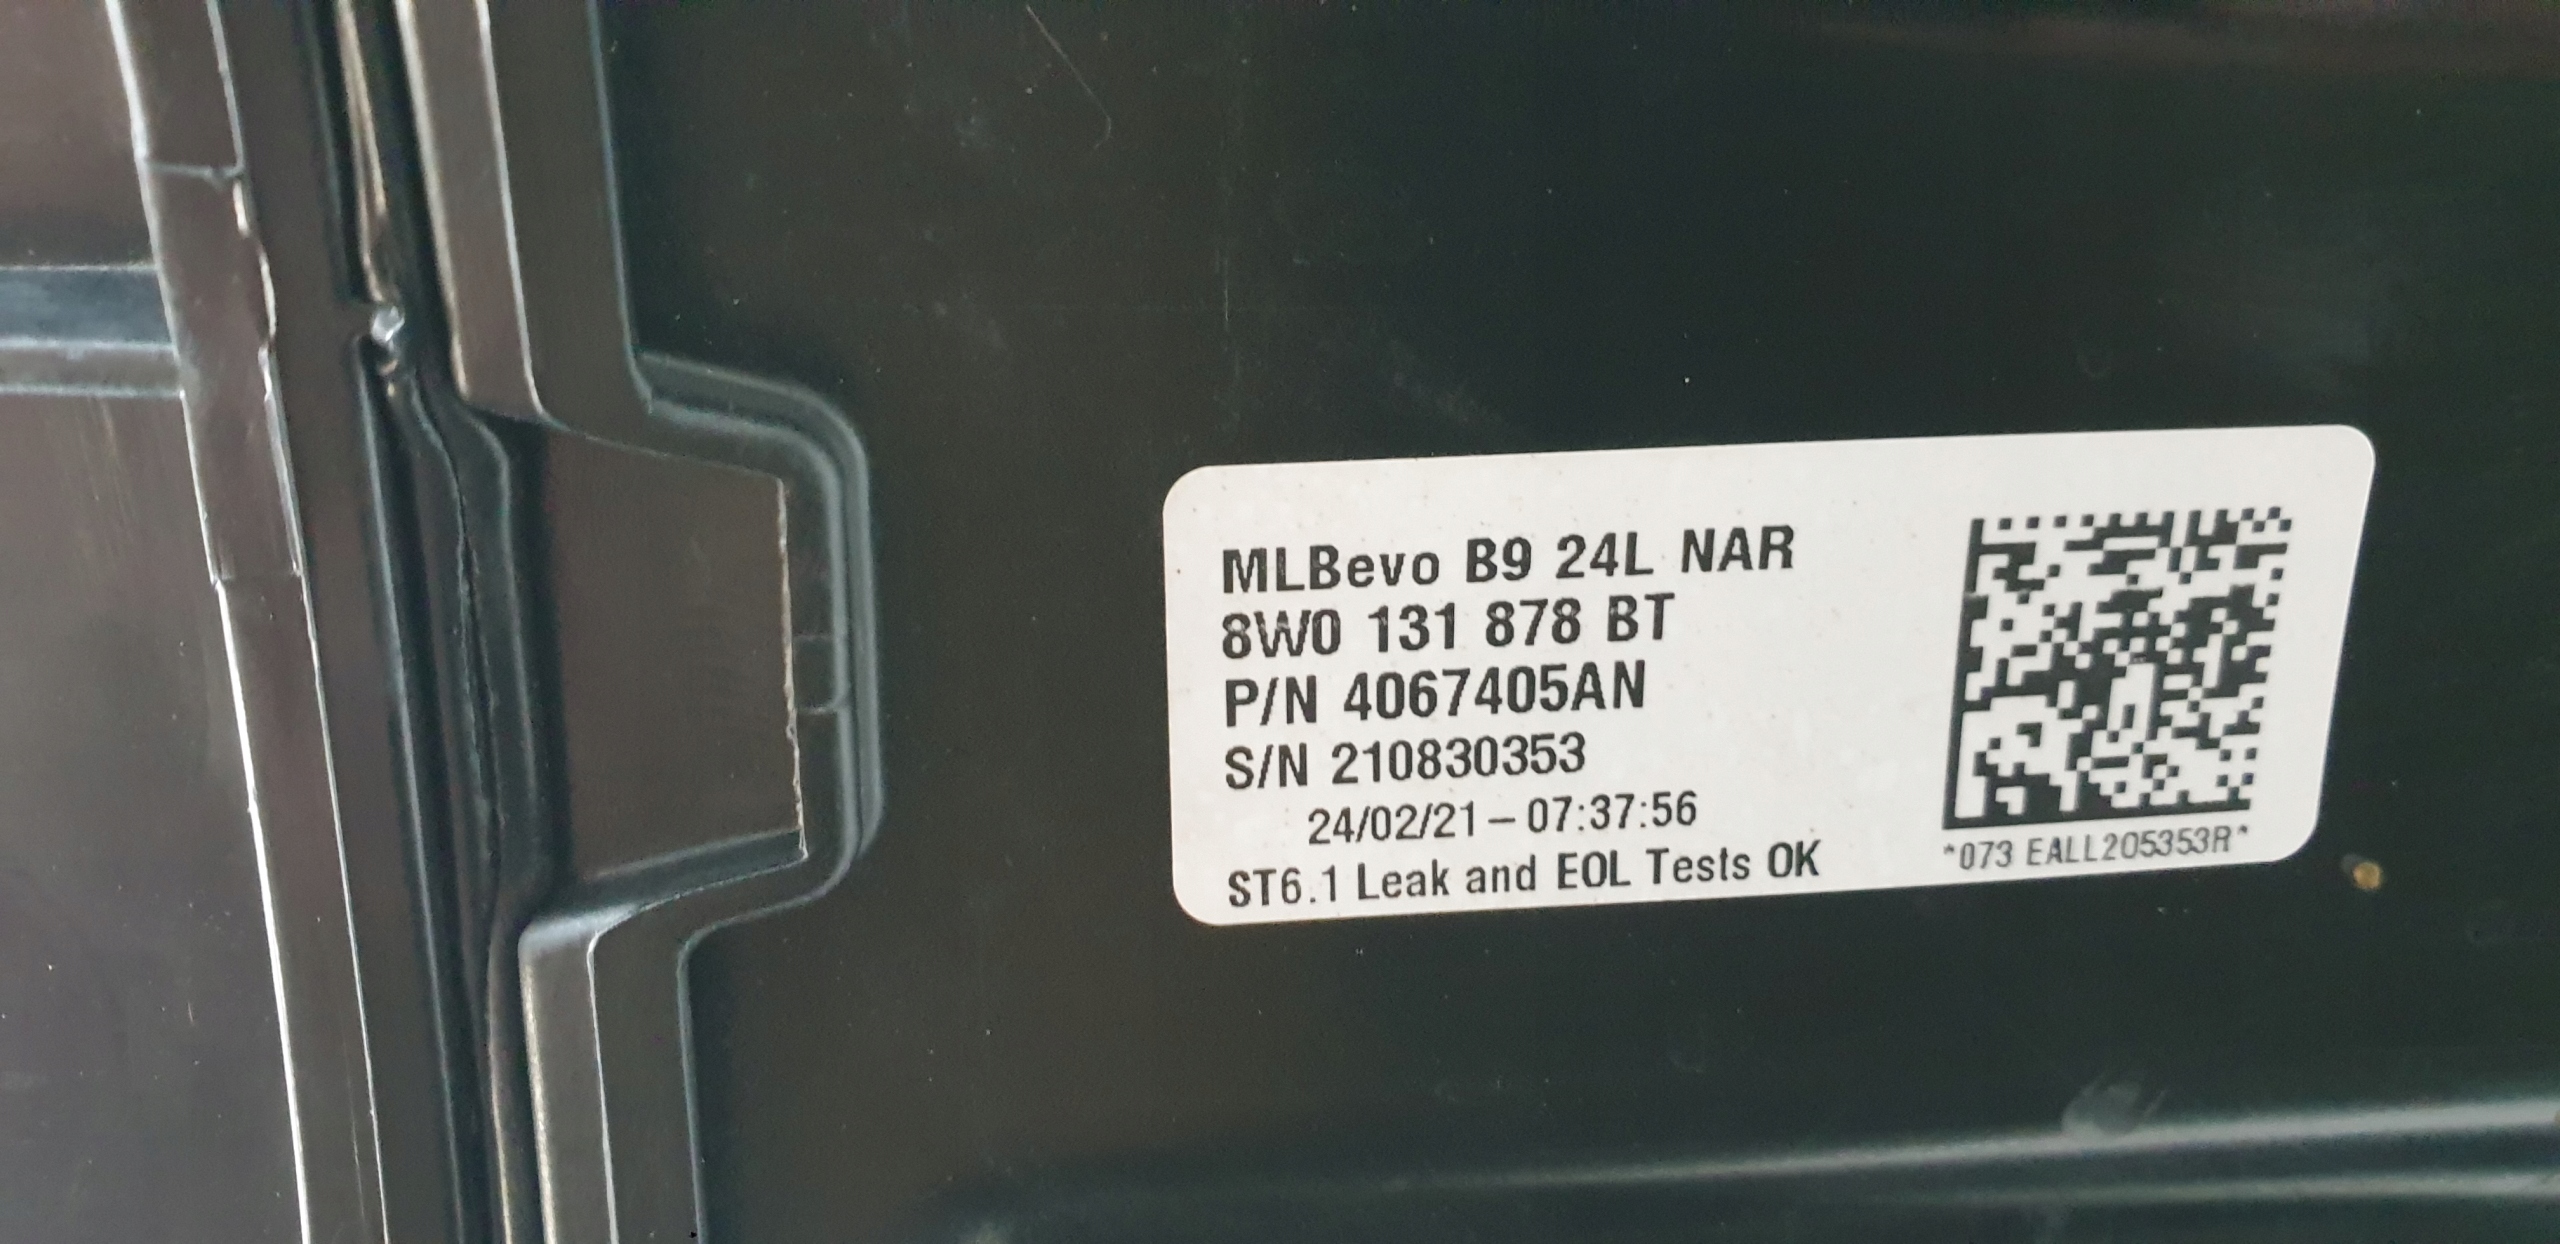 MLBevo B9 24L NAR
8W0 131 878 BT
P/N 4067405AN
S/N 210830353
24/02/21 – 07:37:56
ST6.1 Leak and EOL Tests OK
*073 EALL205353R*